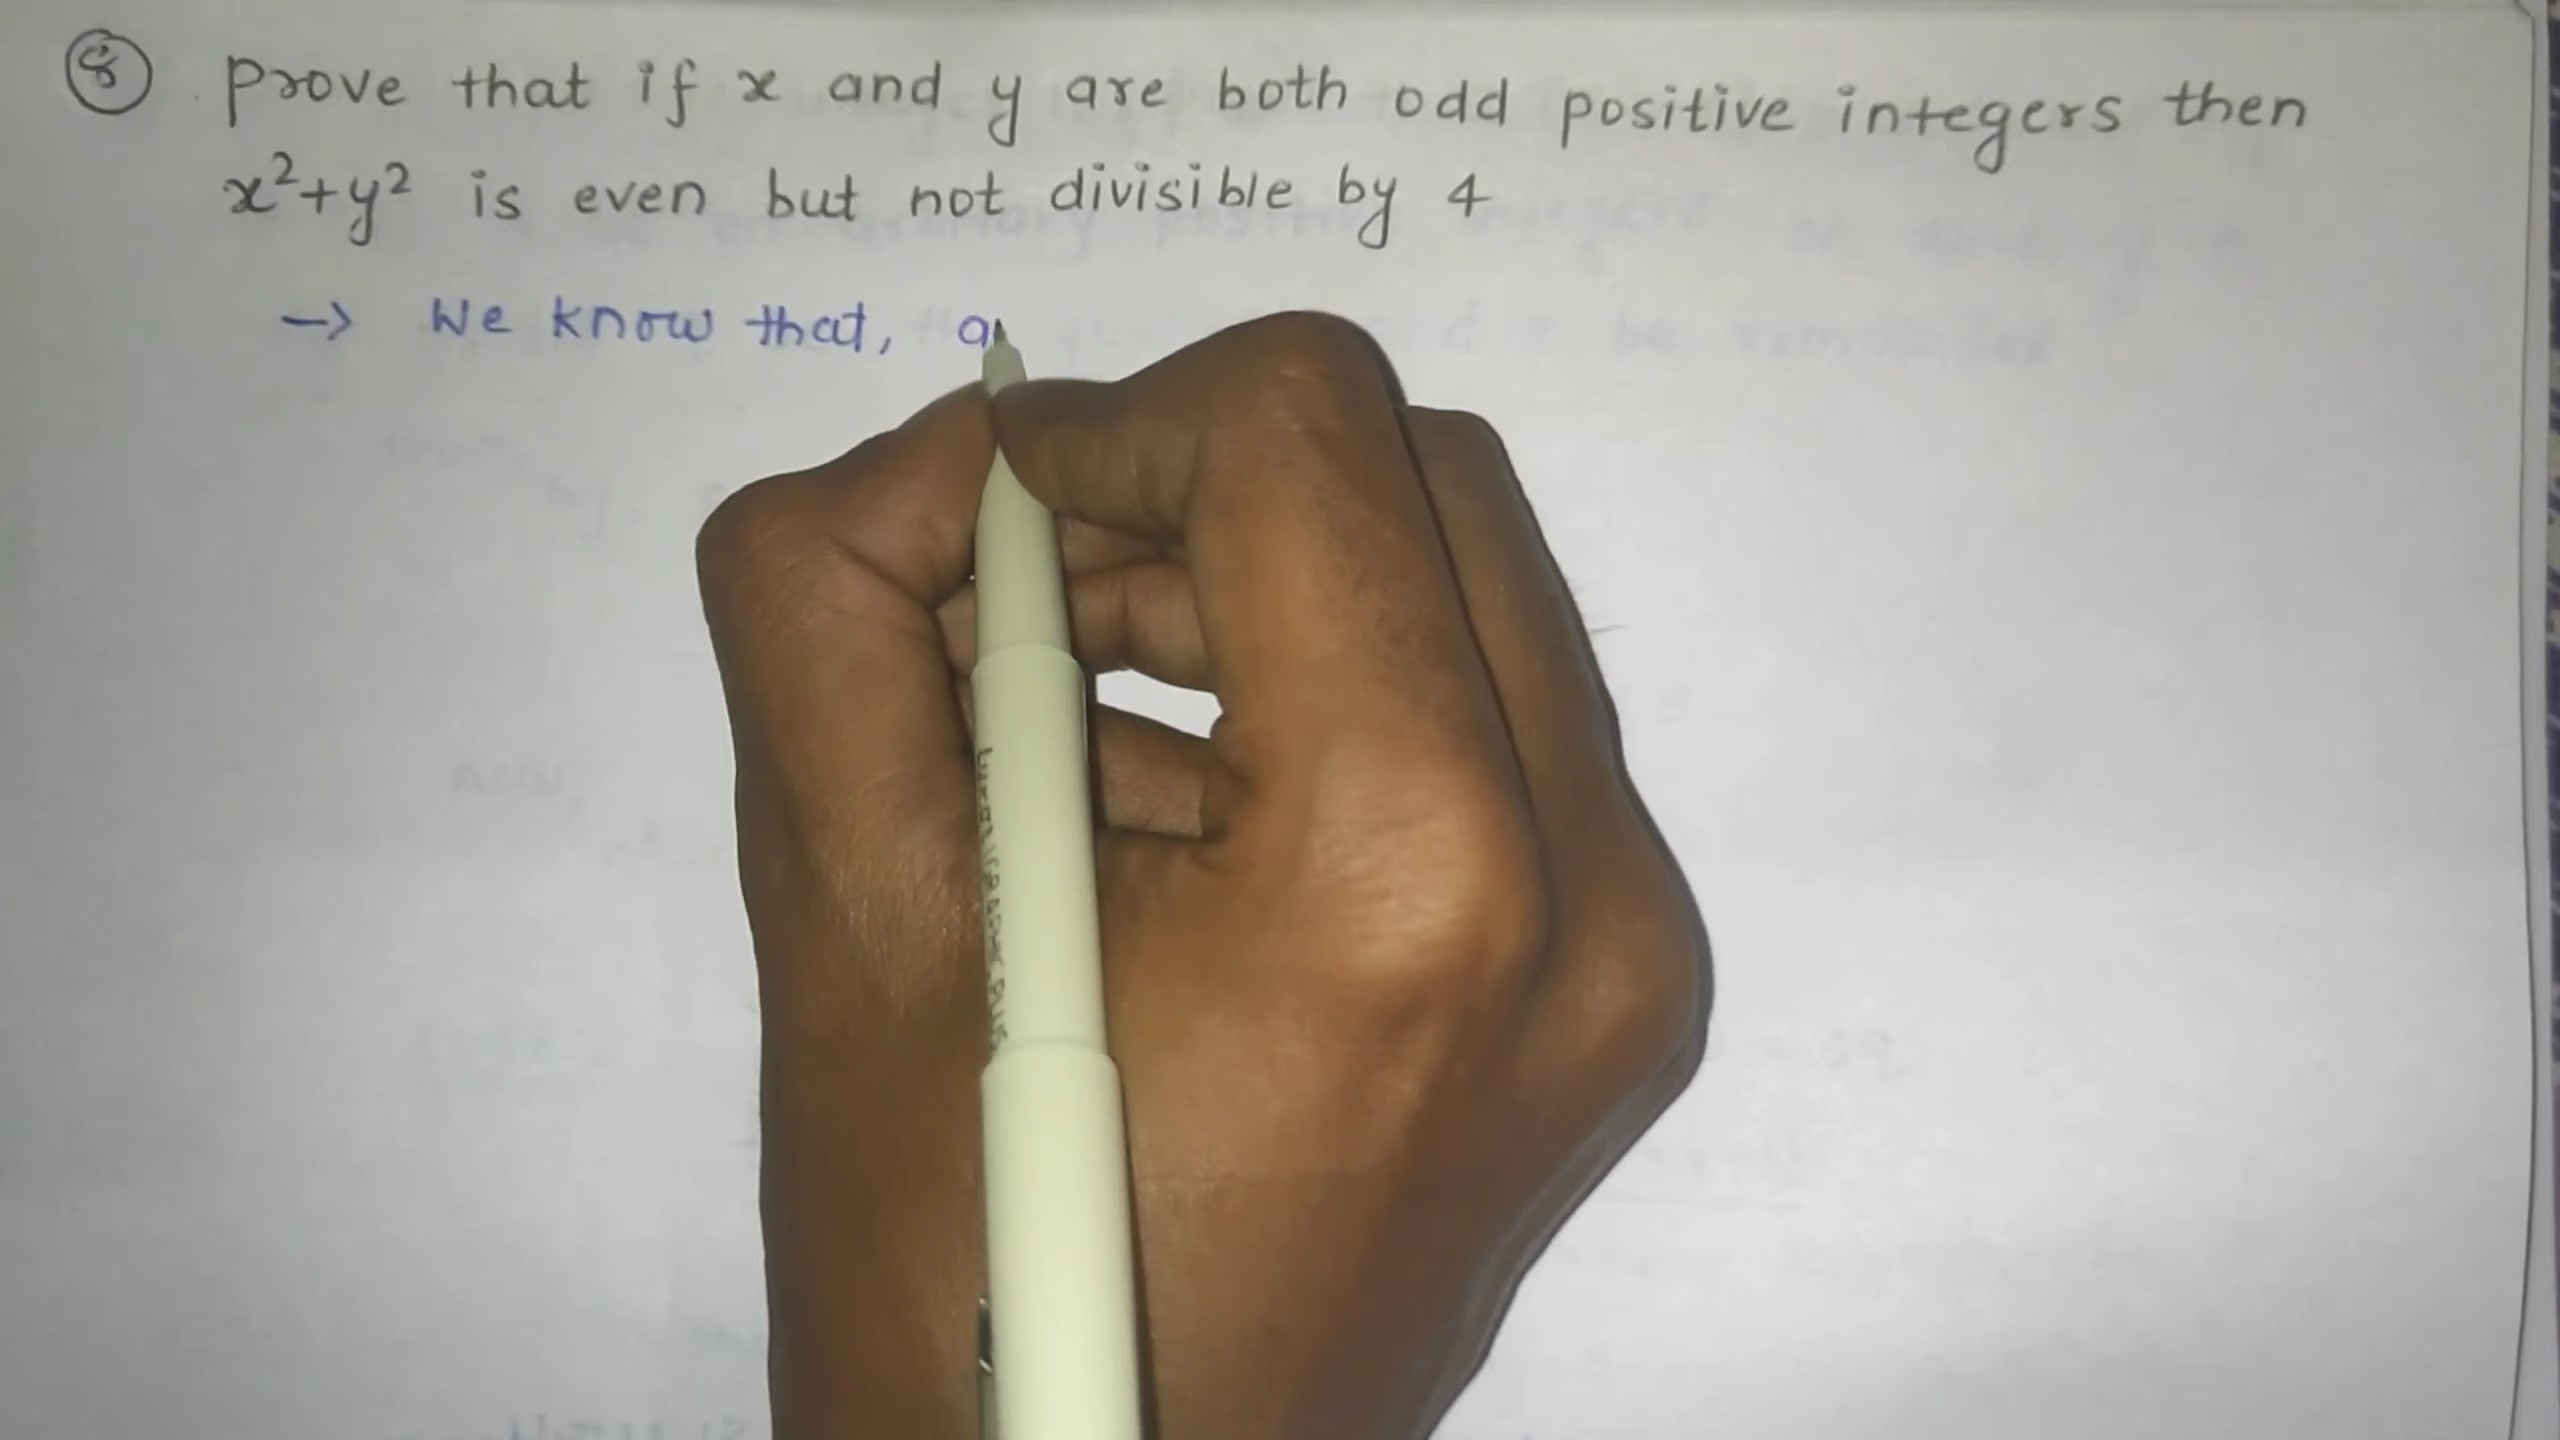 8 Prove that if x and y are both odd positive integers then
x²+y² is even but not divisible by 4
→ We know that, a